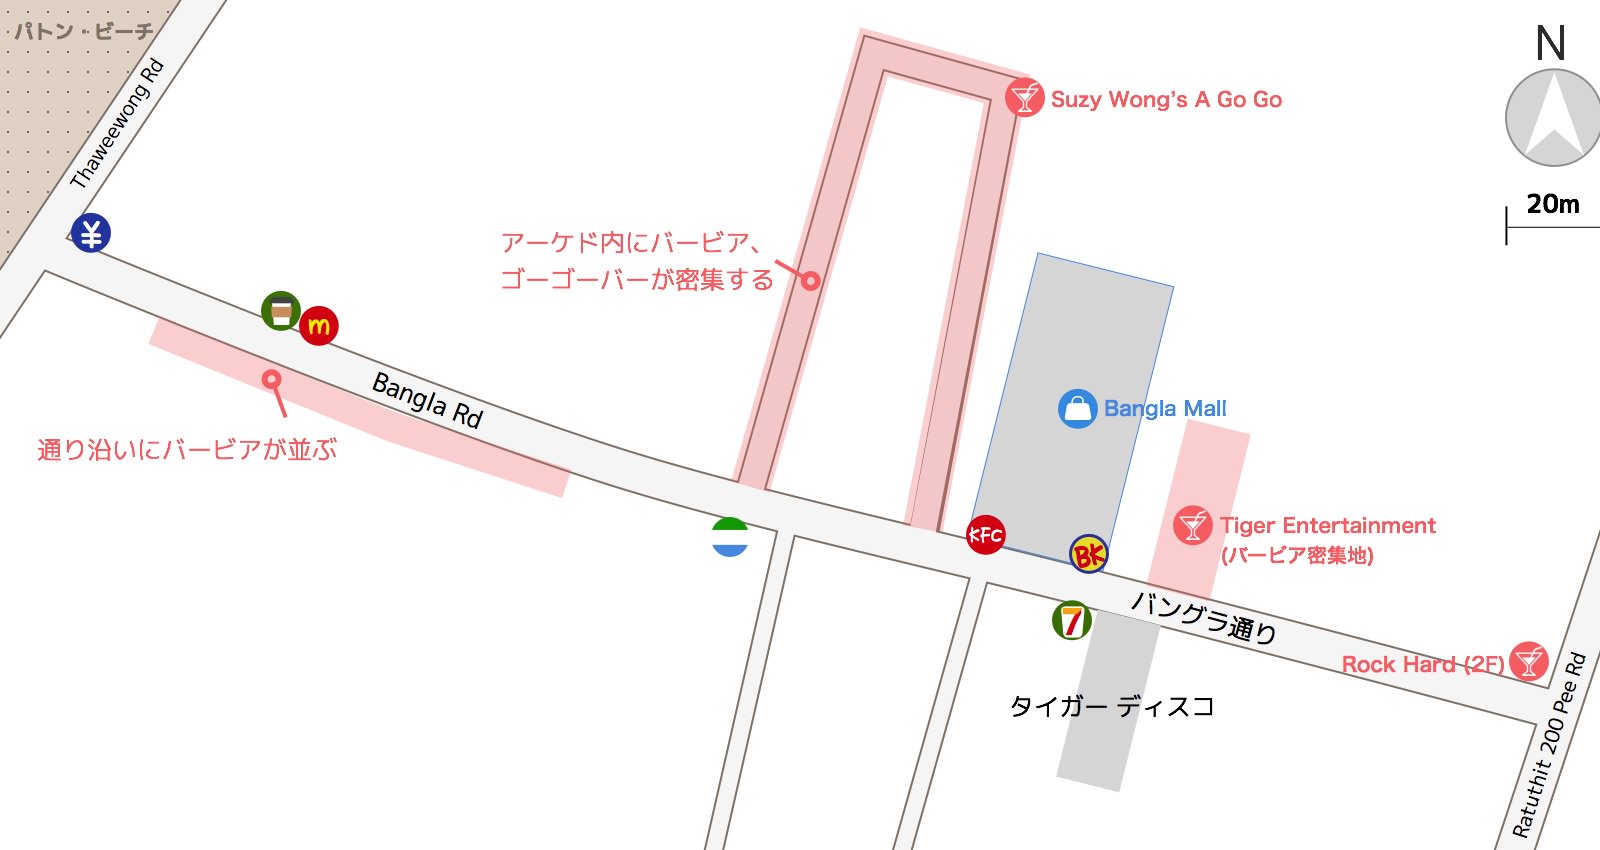 パトン・ビーチ
N
Thaweewong Rd
Suzy Wong's A Go Go
20m
¥
アーケド内にバービア、
ゴーゴーバーが密集する
m
Bangla Rd
Bangla Mall
通り沿いにバービアが並ぶ
KFC
BK
Tiger Entertainment
(バービア密集地)
7
バングラ通り
Rock Hard (2F)
タイガー ディスコ
Ratuthit 200 Pee Rd